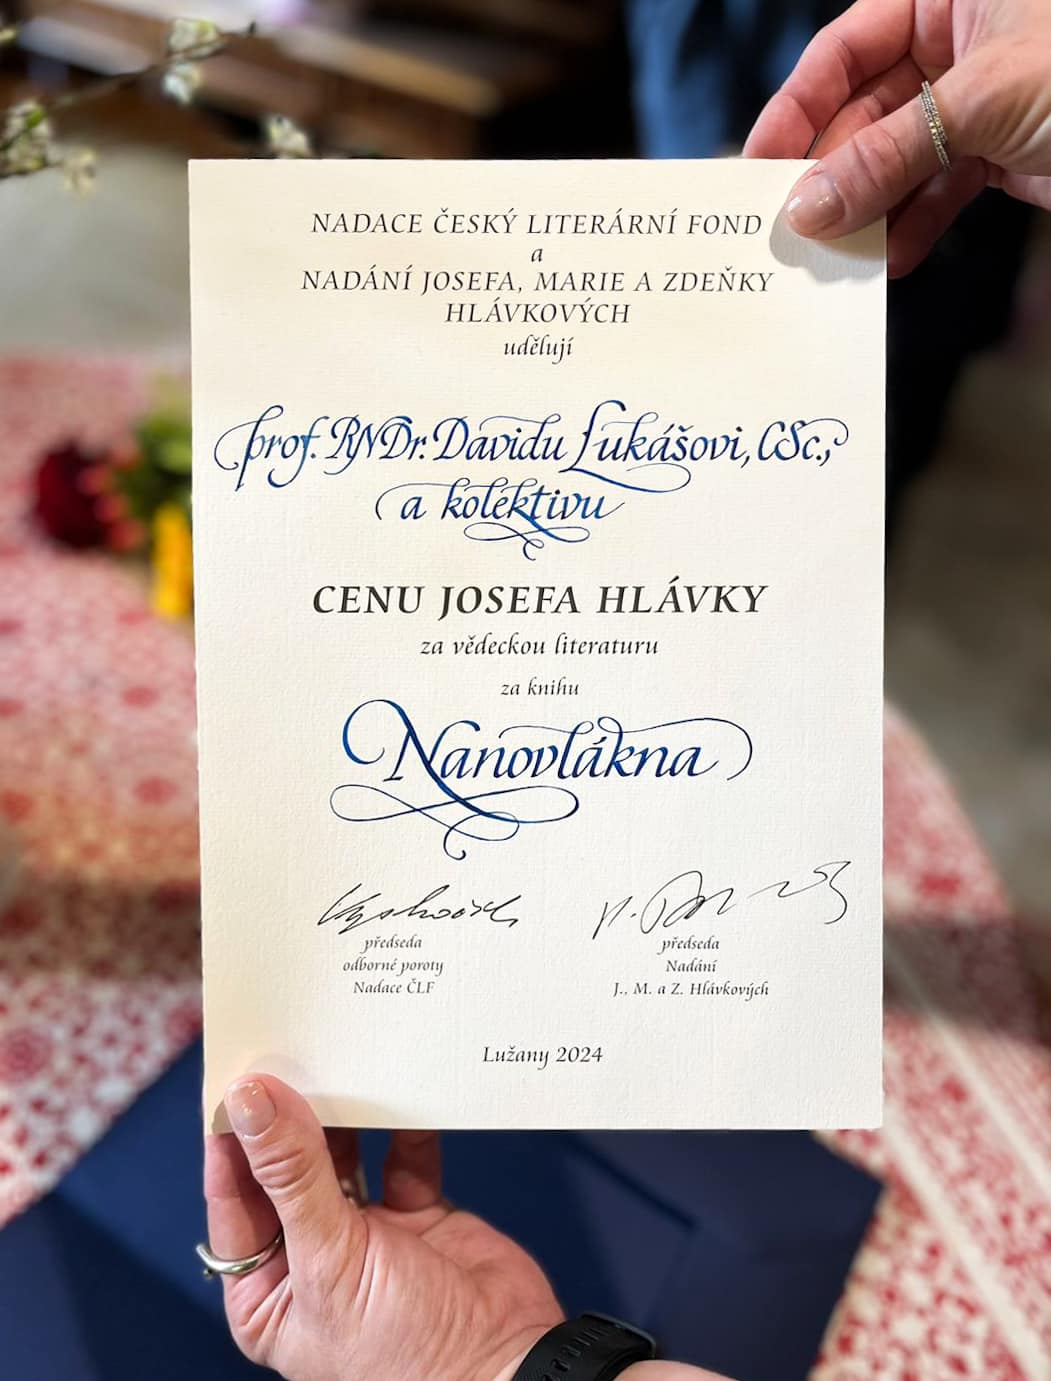 NADACE ČESKÝ LITERÁRNÍ FOND
a
NADÁNÍ JOSEFA, MARIE A ZDEŇKY
HLÁVKOVÝCH
udělují
prof. RNDr. Davidu Lukášovi, CSc.,
a kolektivu
CENU JOSEFA HLÁVKY
za vědeckou literaturu
za knihu
Nanovlákna
předseda
odborné poroty
Nadace ČLF
předseda
Nadání
J., M. a Z. Hlávkových
Lužany 2024